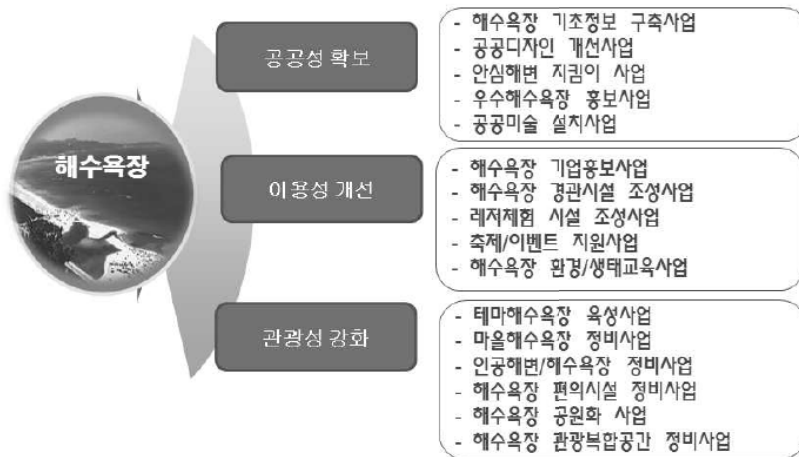 해수욕장
공공성 확보
- 해수욕장 기초정보 구축사업
- 공공디자인 개선사업
- 안심해변 지킴이 사업
- 우수해수욕장 홍보사업
- 공공미술 설치사업
이용성 개선
- 해수욕장 기업홍보사업
- 해수욕장 경관시설 조성사업
- 레저체험 시설 조성사업
- 축제/이벤트 지원사업
- 해수욕장 환경/생태교육사업
관광성 강화
- 테마해수욕장 육성사업
- 마을해수욕장 정비사업
- 인공해변/해수욕장 정비사업
- 해수욕장 편의시설 정비사업
- 해수욕장 공원화 사업
- 해수욕장 관광복합공간 정비사업